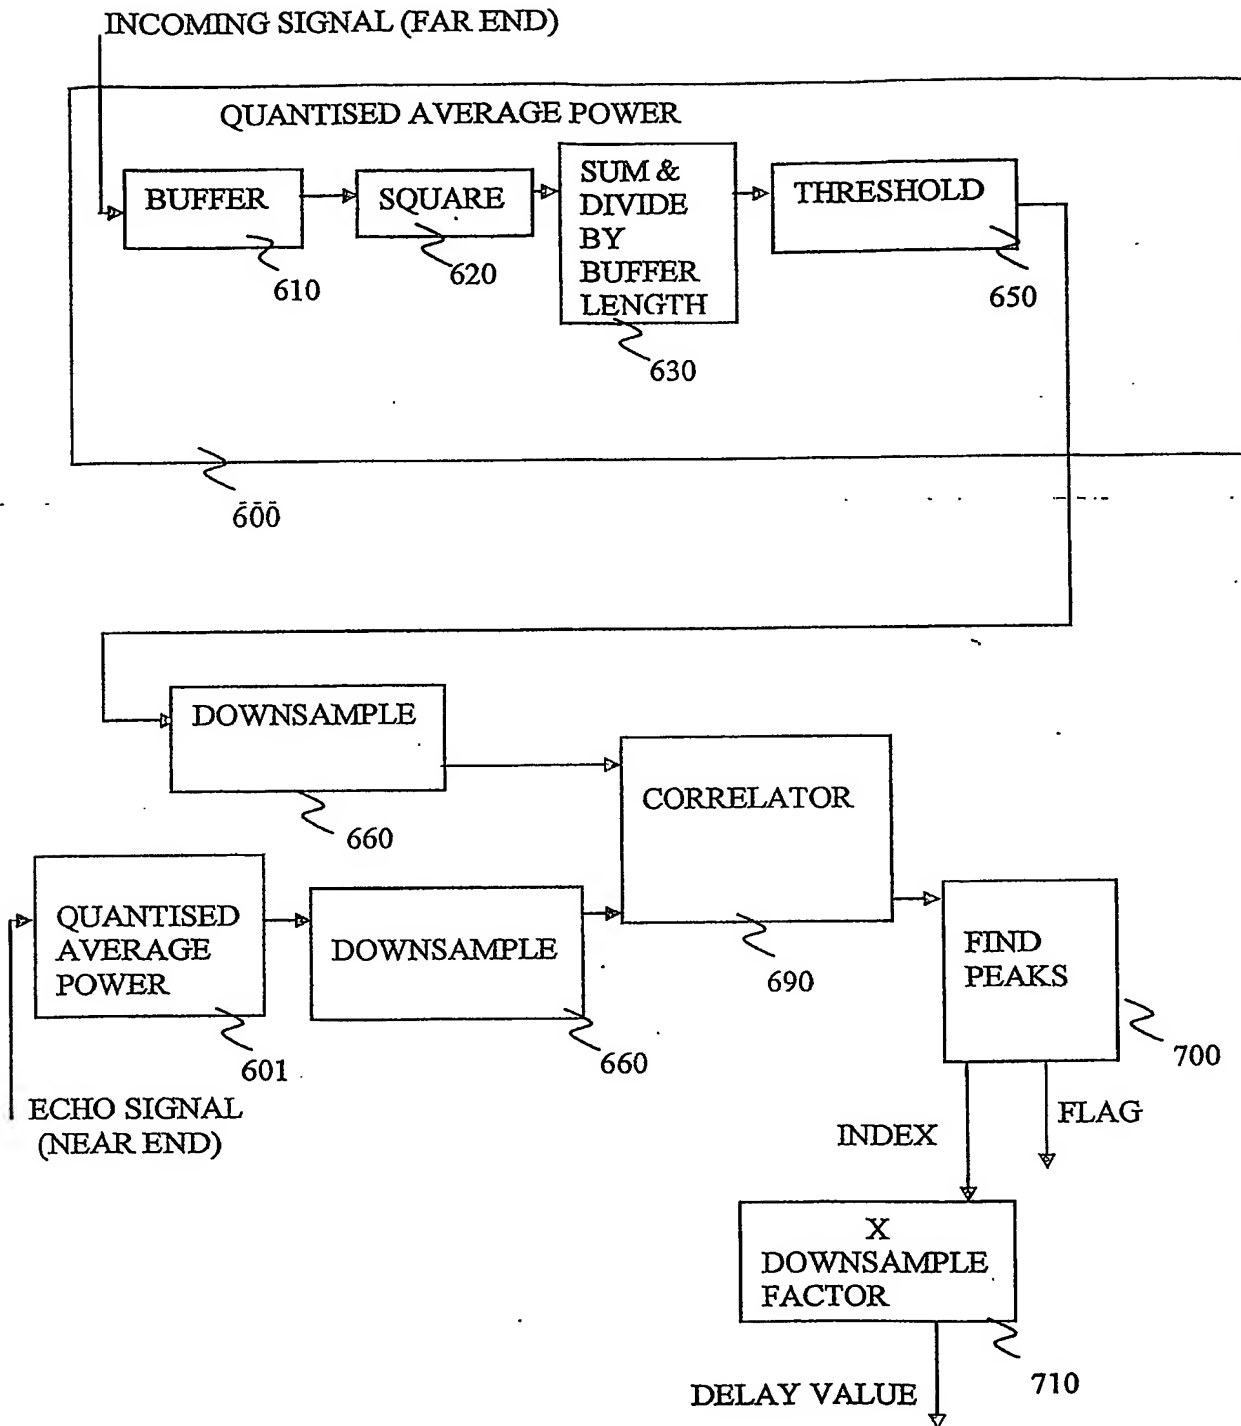 INCOMING SIGNAL (FAR END)
QUANTISED AVERAGE POWER
BUFFER
610
SQUARE
620
SUM &
DIVIDE
BY
BUFFER
LENGTH
630
THRESHOLD
650
600
DOWNSAMPLE
660
CORRELATOR
690
QUANTISED
AVERAGE
POWER
601
DOWNSAMPLE
660
FIND
PEAKS
700
ECHO SIGNAL
(NEAR END)
INDEX
FLAG
X
DOWNSAMPLE
FACTOR
710
DELAY VALUE